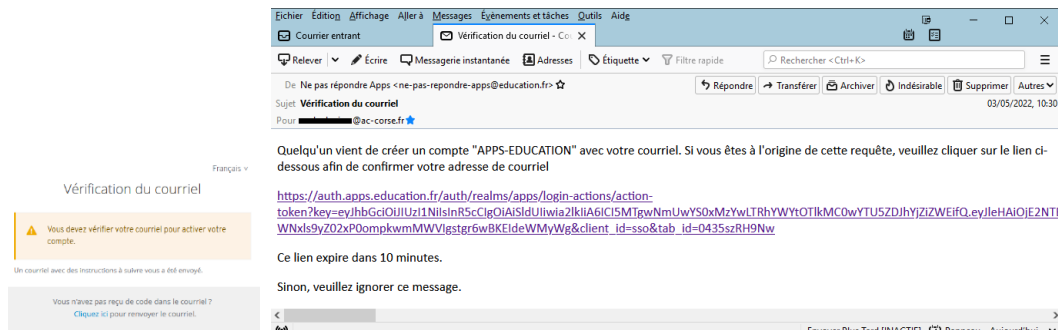 Français
Vérification du courriel
Vous devez vérifier votre courriel pour activer votre
compte.
Un courriel avec des instructions à suivre vous a été envoyé.
Vous n'avez pas reçu de code dans le courriel ?
Cliquez ici pour renvoyer le courriel.
Fichier Édition Affichage Aller à Messages Évènements et tâches Outils Aide
Courrier entrant Vérification du courriel - Co
Relever Écrire Messagerie instantanée Adresses Étiquette Filtre rapide Rechercher <Ctrl+K>
De Ne pas répondre Apps <ne-pas-repondre-apps@education.fr> Répondre Transférer Archiver Indésirable Supprimer Autres
Sujet Vérification du courriel 03/05/2022, 10:30
Pour @ac-corse.fr
Quelqu'un vient de créer un compte "APPS-EDUCATION" avec votre courriel. Si vous êtes à l'origine de cette requête, veuillez cliquer sur le lien ci-
dessous afin de confirmer votre adresse de courriel
https://auth.apps.education.fr/auth/realms/apps/login-actions/action-
token?key=eyJhbGciOiJIUzI1NiIsInR5cCIgOiAiSldUIiwia2lkIiA6ICI5MTgwNmUwYS0xMzYwLTRhYWYtOTlkMC0wYTU5ZDJhYjZiZWEifQ.eyJleHAiOjE2NTI
WNxls9yZ02xP0ompkwmMWVIgstgr6wBKEIdeWMyWg&client_id=sso&tab_id=0435szRH9Nw
Ce lien expire dans 10 minutes.
Sinon, veuillez ignorer ce message.